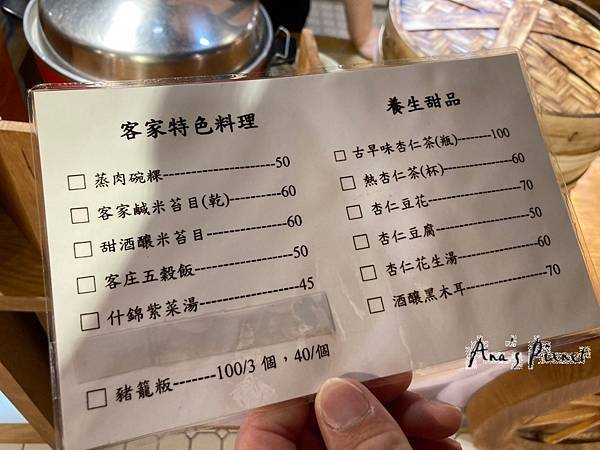 客家特色料理
□ 蒸肉碗粿-----------------------50
□ 客家鹹米苔目(乾)-----------60
□ 甜酒釀米苔目-----------------60
□ 客庄五穀飯---------------------50
□ 什錦紫菜湯---------------------45
□ 豬籠粄-------100/3 個，40/個
養生甜品
□ 古早味杏仁茶(瓶)--------100
□ 熱杏仁茶(杯)---------------60
□ 杏仁豆花--------------------70
□ 杏仁豆腐--------------------50
□ 杏仁花生湯-----------------60
□ 酒釀黑木耳------------------70
Ana's Pixnet